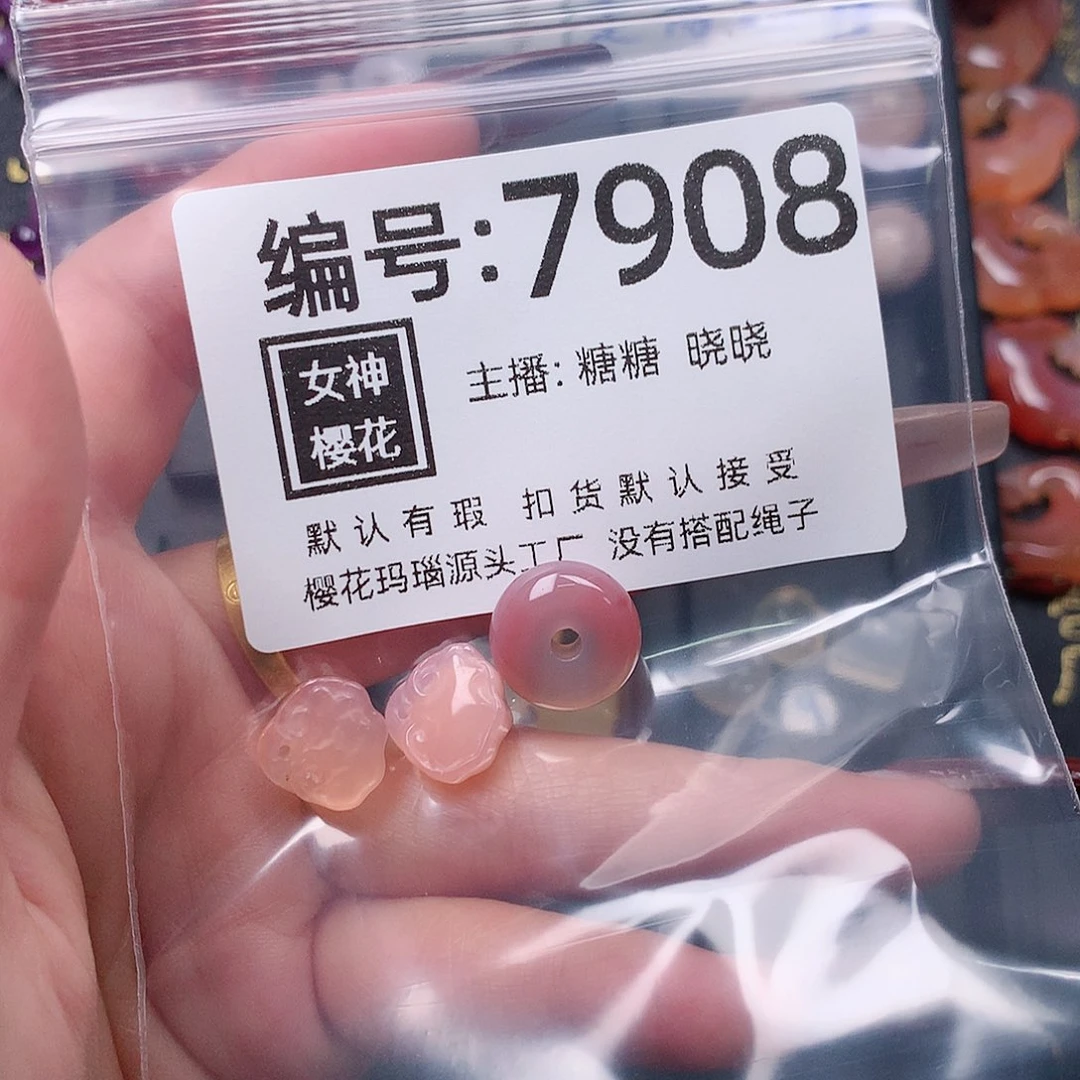 编号:7908
女神
樱花
主播: 糖糖 晓晓
默认有瑕 扣货默认接受
樱花玛瑙源头工厂 没有搭配绳子